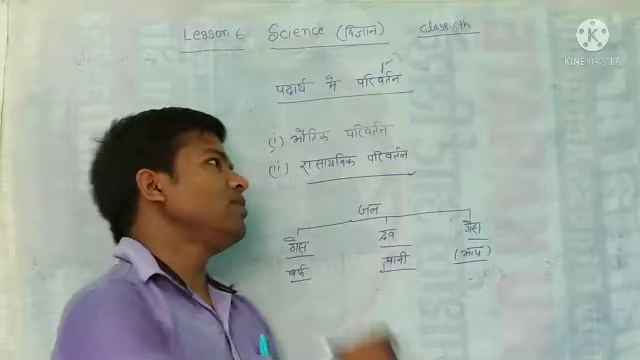 Lesson 6 Science (विज्ञान) Class 6th
पदार्थ में परिवर्तन
(i) भौतिक परिवर्तन
(ii) रासायनिक परिवर्तन
जल
गैस द्रव गैस
बर्फ पानी (भाप)
KINEMASTER